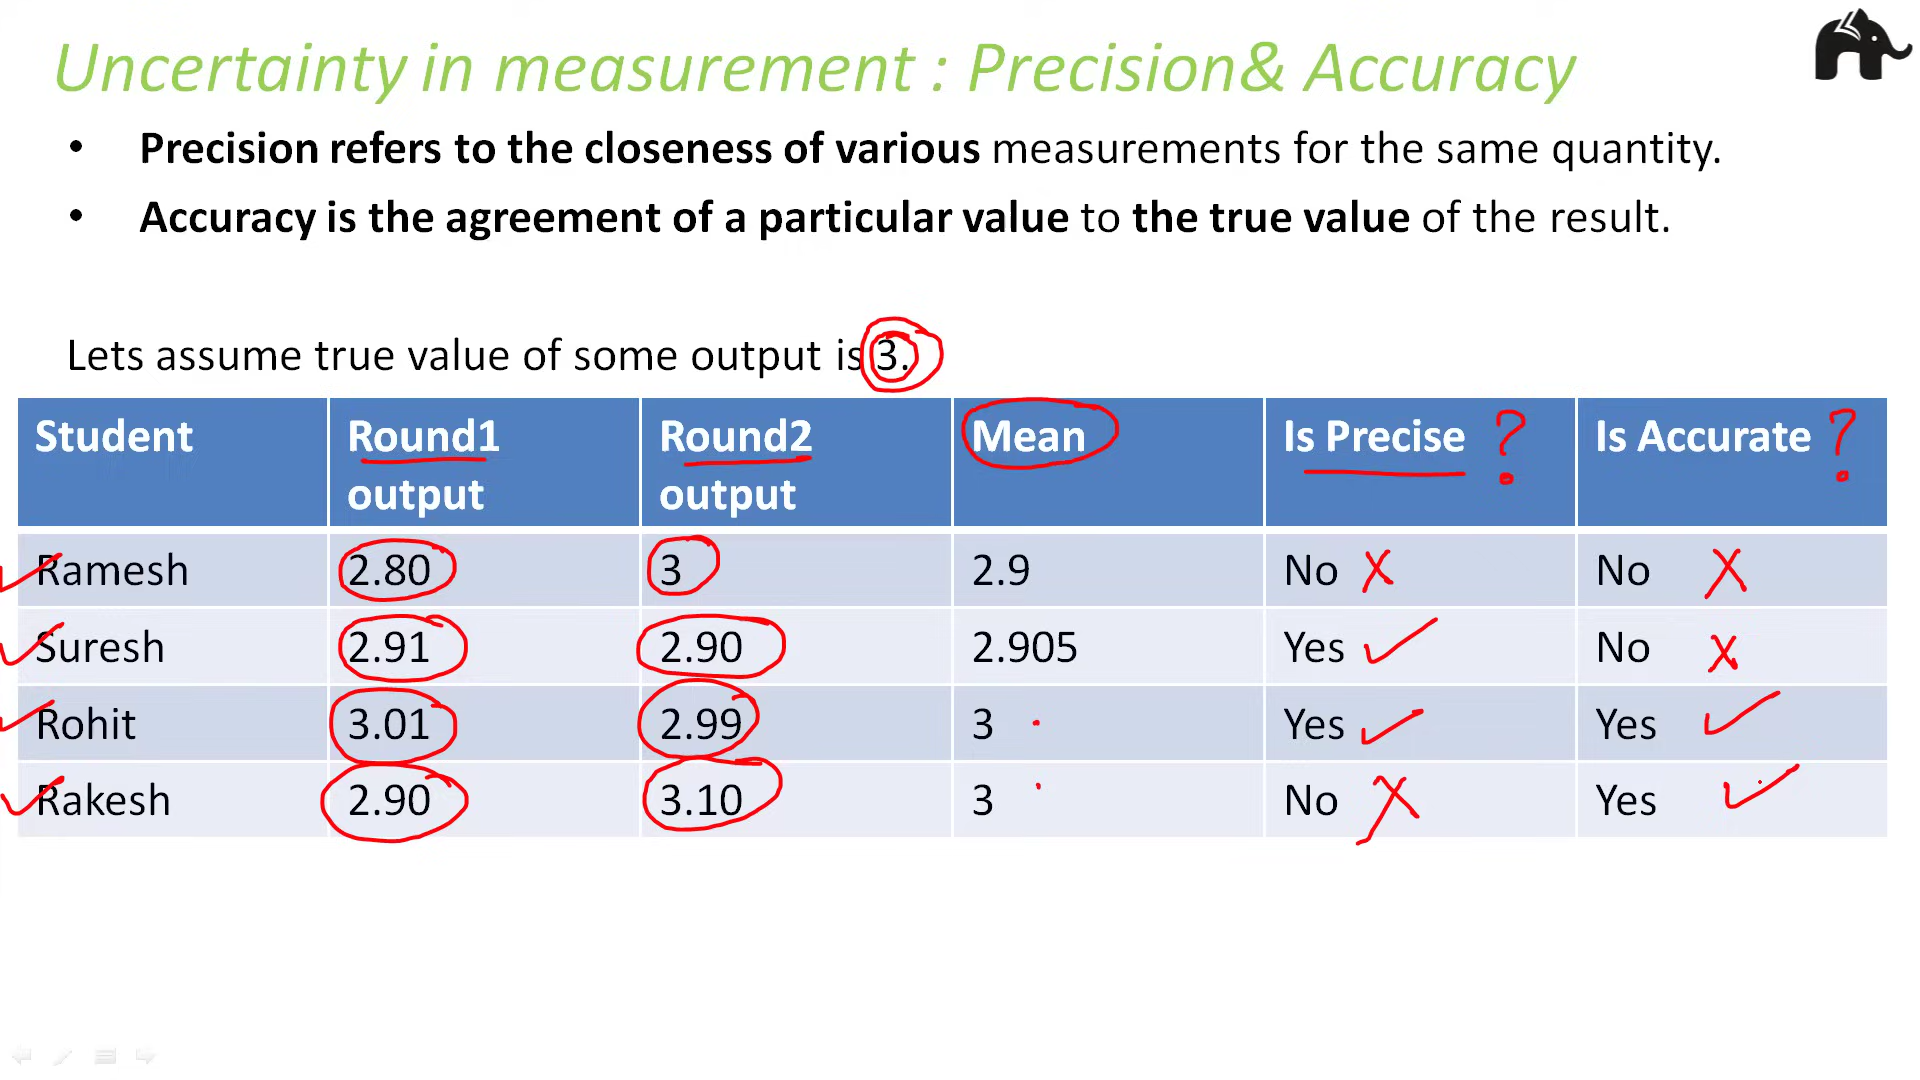 Uncertainty in measurement : Precision& Accuracy
• Precision refers to the closeness of various measurements for the same quantity.
• Accuracy is the agreement of a particular value to the true value of the result.
Lets assume true value of some output is 3.
Student Round1 output Round2 output Mean Is Precise ? Is Accurate ?
Ramesh 2.80 3 2.9 No No
Suresh 2.91 2.90 2.905 Yes No
Rohit 3.01 2.99 3 Yes Yes
Rakesh 2.90 3.10 3 No Yes